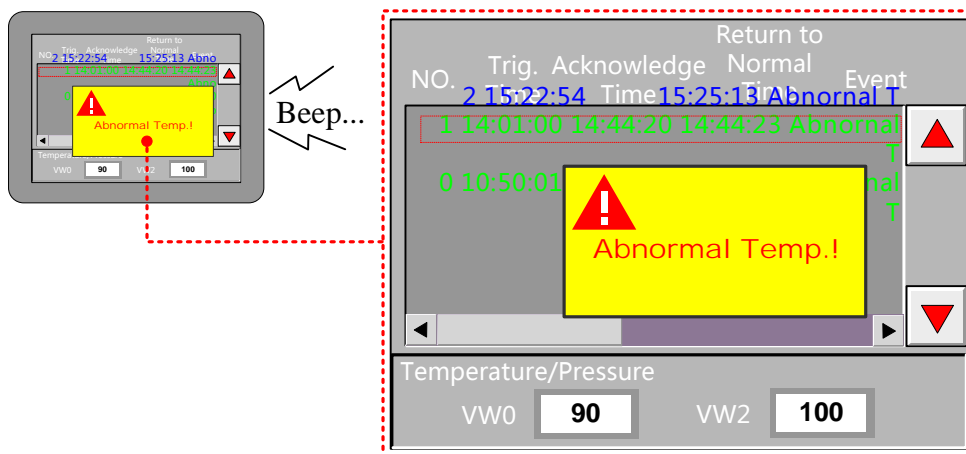 Return to
NO. Trig. Acknowledge Normal Event
2 15:22:54 15:25:13 Abno
Abnormal Temp.!
VW0 90 VW2 100
Beep...
Return to
NO. Trig. Acknowledge Normal Event
Time Time Time
2 15:22:54 15:25:13 Abnormal T
1 14:01:00 14:44:20 14:44:23 Abnornal
T
0 10:50:01 nal
T
Abnormal Temp.!
Temperature/Pressure
VW0 90 VW2 100